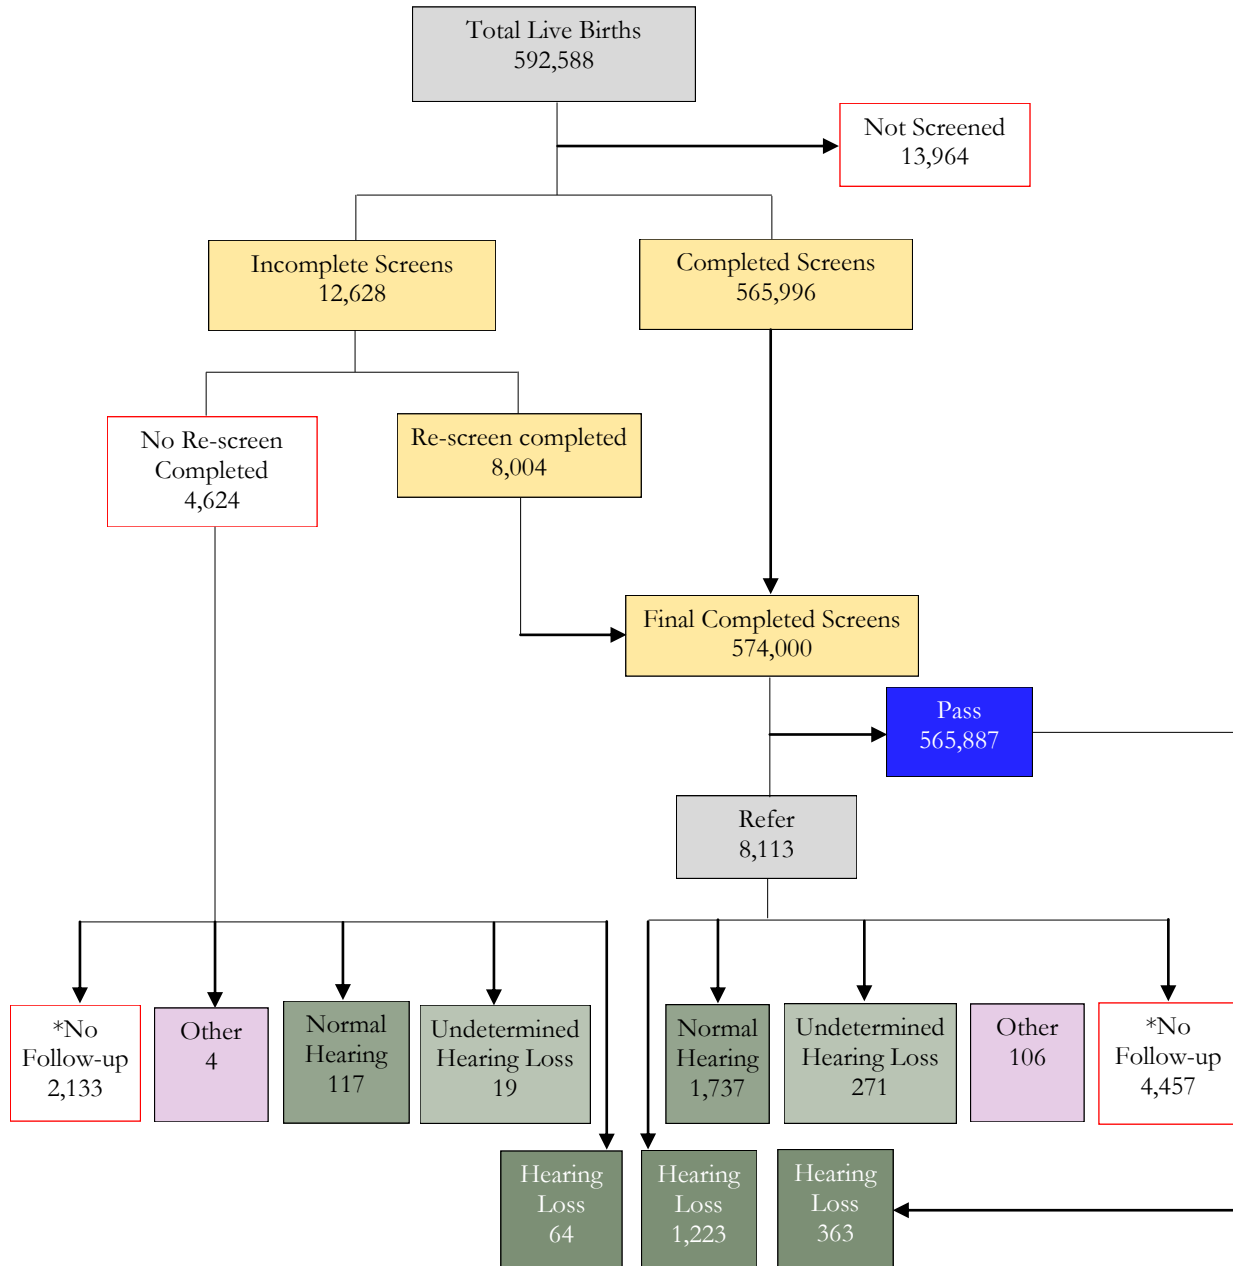 Total Live Births
592,588
Not Screened
13,964
Incomplete Screens
12,628
Completed Screens
565,996
No Re-screen
Completed
4,624
Re-screen completed
8,004
Final Completed Screens
574,000
Pass
565,887
Refer
8,113
*No
Follow-up
2,133
Other
4
Normal
Hearing
117
Undetermined
Hearing Loss
19
Normal
Hearing
1,737
Undetermined
Hearing Loss
271
Other
106
*No
Follow-up
4,457
Hearing
Loss
64
Hearing
Loss
1,223
Hearing
Loss
363